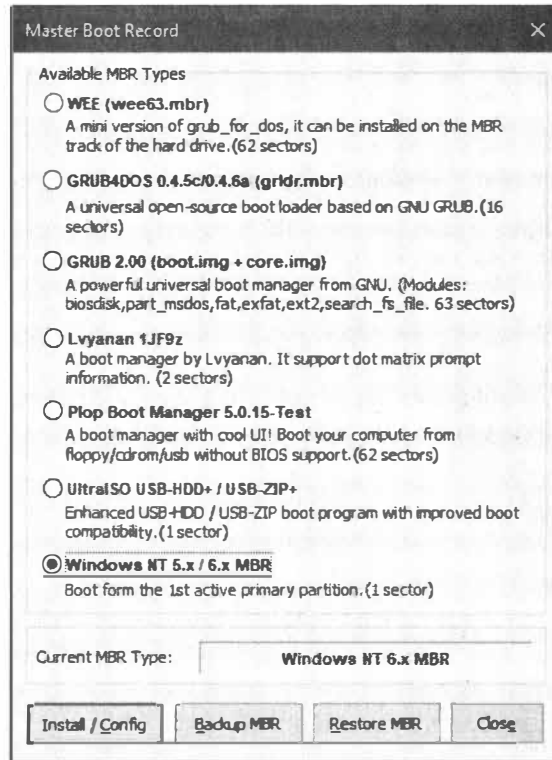 Master Boot Record
Available MBR Types
WEE (wee63.mbr)
A mini version of grub_for_dos, it can be installed on the MBR
track of the hard drive.(62 sectors)
GRUB4DOS 0.4.5c/0.4.6a (grldr.mbr)
A universal open-source boot loader based on GNU GRUB.(16
sectors)
GRUB 2.00 (boot.img + core.img)
A powerful universal boot manager from GNU. (Modules:
biosdisk,part_msdos,fat,exfat,ext2,search_fs_file. 63 sectors)
Lvyanan 1JF9z
A boot manager by Lvyanan. It support dot matrix prompt
information. (2 sectors)
Plop Boot Manager 5.0.15-Test
A boot manager with cool UI! Boot your computer from
floppy/cdrom/usb without BIOS support.(62 sectors)
UltraISO USB-HDD+ / USB-ZIP+
Enhanced USB-HDD / USB-ZIP boot program with improved boot
compatibility.(1 sector)
Windows NT 5.x / 6.x MBR
Boot form the 1st active primary partition.(1 sector)
Current MBR Type: Windows NT 6.x MBR
Install / Config Backup MBR Restore MBR Close